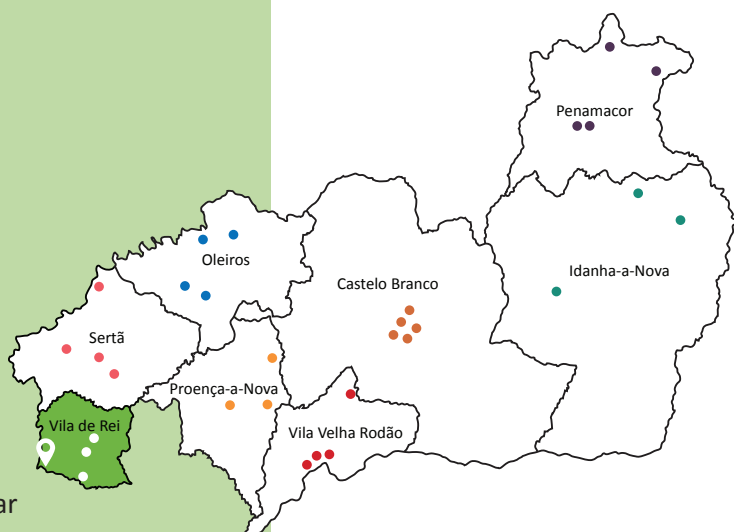 Penamacor
Oleiros
Idanha-a-Nova
Castelo Branco
Sertã
Proença-a-Nova
Vila de Rei
Vila Velha Rodão